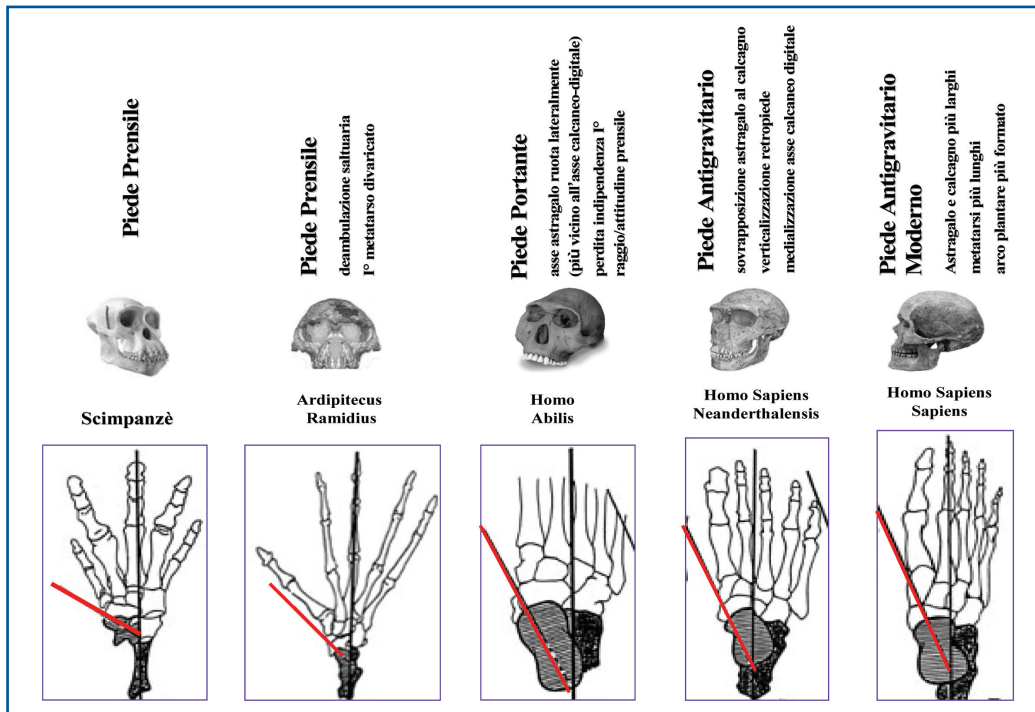 Piede Prensile
Piede Prensile
deambulazione saltuaria
I° metatarso divaricato
Piede Portante
asse astragalo ruota lateralmente
(più vicino all'asse calcaneo-digitale)
perdita indipendenza I°
raggio/attitudine prensile
Piede Antigravitario
sovrapposizione astragalo al calcagno
verticalizzazione retropiede
medializzazione asse calcaneo digitale
Piede Antigravitario
Moderno
Astragalo e calcagno più larghi
metatarsi più lunghi
arco plantare più formato
Scimpanzè
Ardipitecus
Ramidius
Homo
Abilis
Homo Sapiens
Neanderthalensis
Homo Sapiens
Sapiens